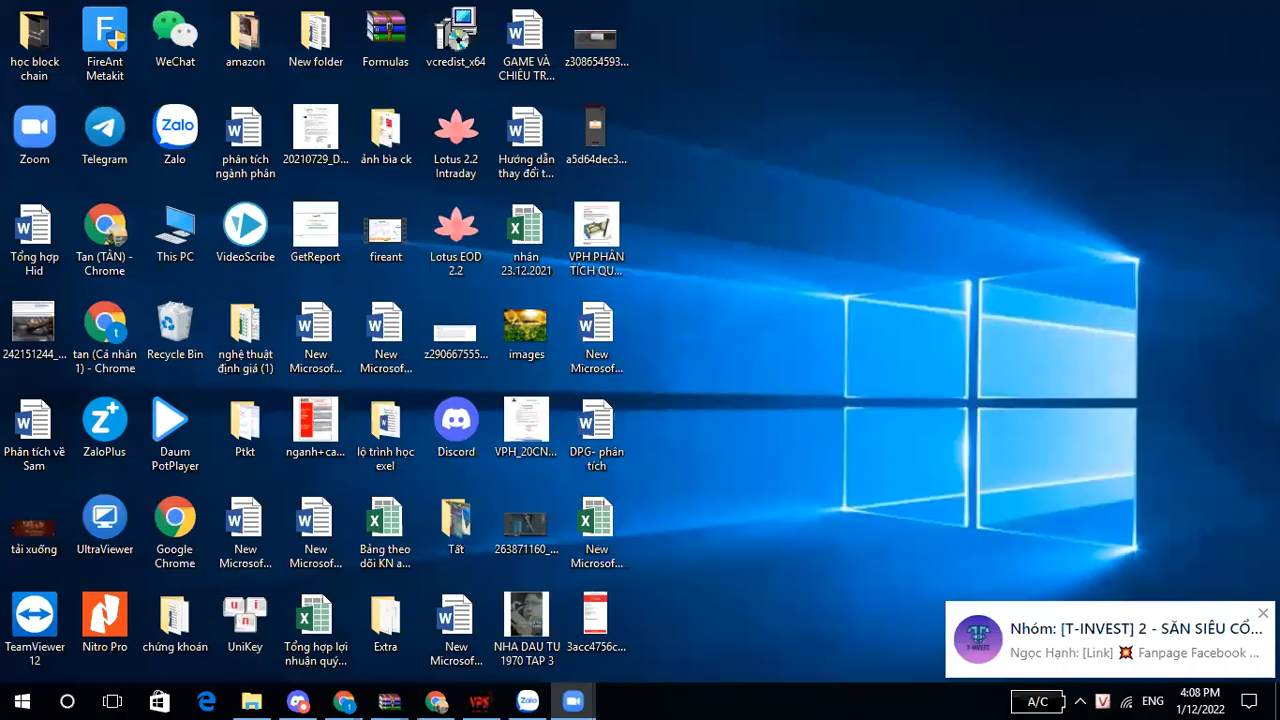 học block
chain
FireAnt
Metakit
WeChat
amazon
New folder
Formulas
vcredist_x64
GAME VÀ
CHIÊU TR...
z308654593...
Zoom
Telegram
Zalo
Zalo
phân tích
ngành phân
20210729_D...
ảnh bìa ck
Lotus 2.2
Intraday
Hướng dẫn
thay đổi t...
a5d64dec3...
Tổng hợp
Hid
Tan (TÂN) -
Chrome
This PC
VideoScribe
GetReport
fireant
Lotus EOD
2.2
nhân
23.12.2021
VPH PHÂN
TÍCH QU...
242151244_...
tan (Cá nhân
1) - Chrome
Recycle Bin
nghệ thuật
định giá (1)
New
Microsof...
New
Microsof...
z290667555...
images
New
Microsof...
Phân tích về
Sam
ZaloPlus
Daum
PotPlayer
Ptkt
nganh+ca...
lộ trình học
exel
Discord
VPH_20CN...
DPG- phân
tích
tải xuống
UltraViewer
Google
Chrome
New
Microsof...
New
Microsof...
Bảng theo
dõi KN a...
Tất
263871160_...
New
Microsof...
TeamViewer
12
Nitro Pro
chứng khoán
UniKey
Tổng hợp lợi
nhuận quý...
Extra
New
Microsof...
NHA DAU TU
1970 TAP 3
3acc4756c...
T-INVEST
Nhóm: [T-INVEST] 2 - SĂN SIÊU CỔ...
Ngọc Hạnh: [Link] 💥 Fanpage Facebook ...
VPS
Zalo
A/C
ENG
4:08 PM
1/12/2022